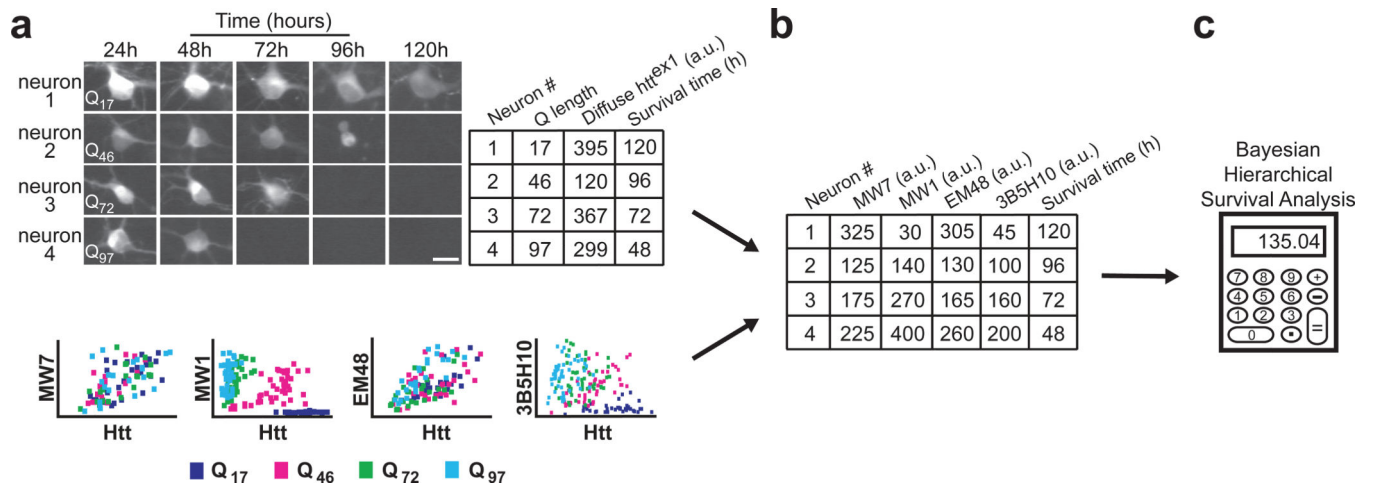 a
b
c
Time (hours)
24h 48h 72h 96h 120h
neuron
1
Q17
neuron
2
Q46
neuron
3
Q72
neuron
4
Q97
Neuron # Q length Diffuse htt^ex1 (a.u.) Survival time (h)
1 17 395 120
2 46 120 96
3 72 367 72
4 97 299 48
MW7
Htt
MW1
Htt
EM48
Htt
3B5H10
Htt
Q17 Q46 Q72 Q97
Neuron # MW7 (a.u.) MW1 (a.u.) EM48 (a.u.) 3B5H10 (a.u.) Survival time (h)
1 325 30 305 45 120
2 125 140 130 100 96
3 175 270 165 160 72
4 225 400 260 200 48
Bayesian
Hierarchical
Survival Analysis
135.04
7 8 9 +
4 5 6 −
1 2 3 =
0 .